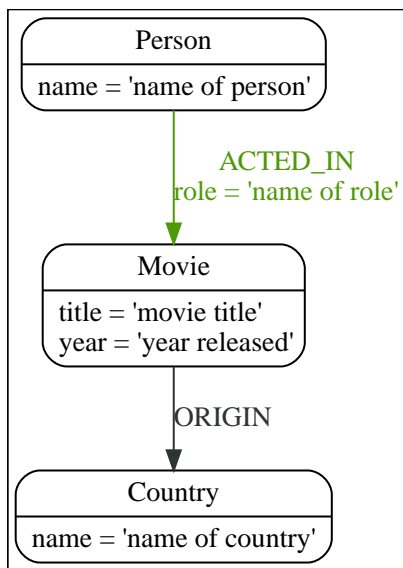 Person
name = 'name of person'
ACTED_IN
role = 'name of role'
Movie
title = 'movie title'
year = 'year released'
ORIGIN
Country
name = 'name of country'